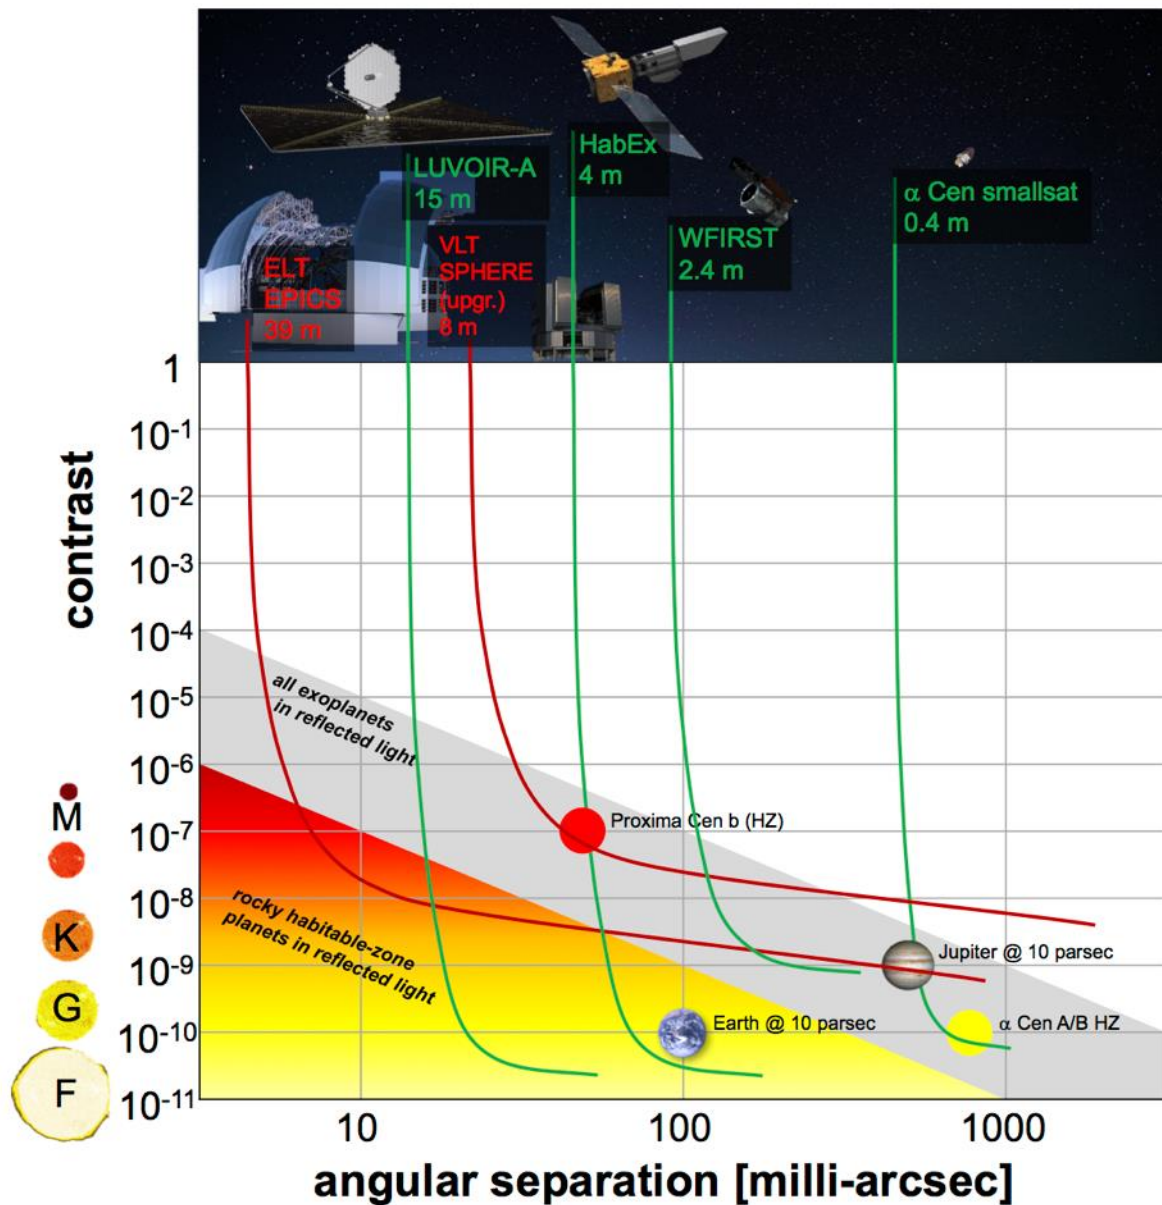 HabEx
4 m
LUVOIR-A
15 m
α Cen smallsat
0.4 m
WFIRST
2.4 m
VLT
SPHERE
(upgr.)
8 m
ELT
EPICS
39 m
contrast
1
10-1
10-2
10-3
10-4
10-5
10-6
10-7
10-8
10-9
10-10
10-11
all exoplanets
in reflected light
Proxima Cen b (HZ)
rocky habitable-zone
planets in reflected light
Jupiter @ 10 parsec
Earth @ 10 parsec
α Cen A/B HZ
M
K
G
F
10
100
1000
angular separation [milli-arcsec]